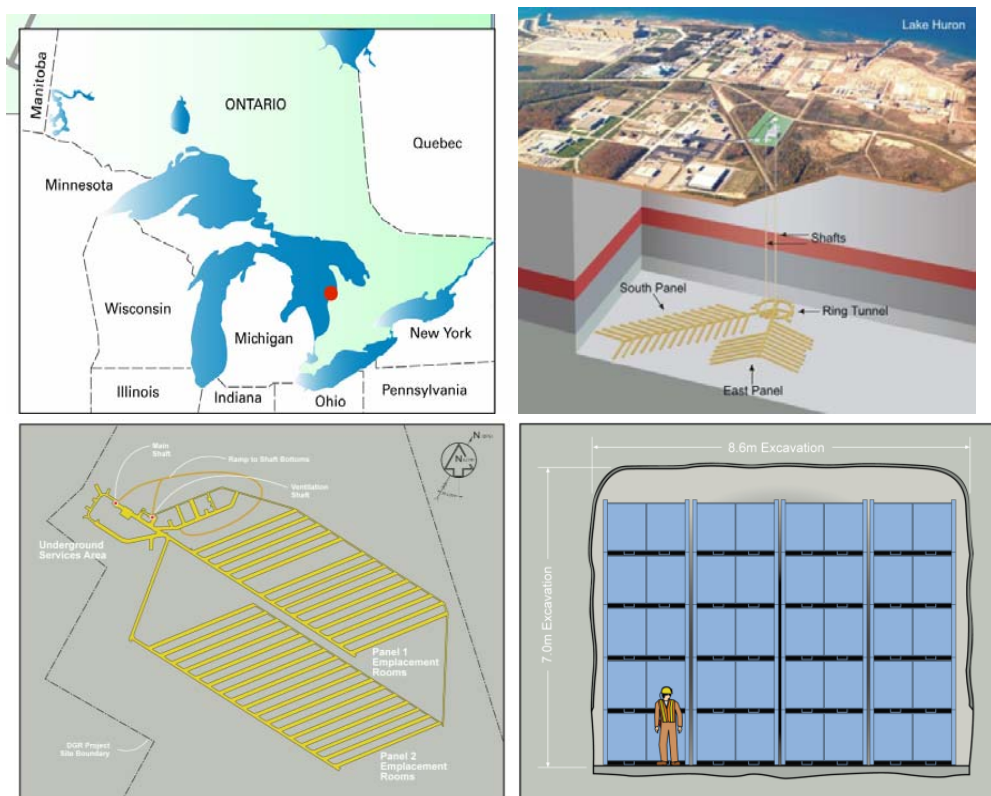 Manitoba
ONTARIO
Quebec
Minnesota
Wisconsin
Michigan
New York
Illinois
Indiana
Ohio
Pennsylvania
Lake Huron
Shafts
South Panel
Ring Tunnel
East Panel
Main
Shaft
Ramp to Shaft Bottoms
Ventilation
Shaft
N
N
Underground
Services Area
Panel 1
Emplacement
Rooms
DGR Project
Site Boundary
Panel 2
Emplacement
Rooms
8.6m Excavation
7.0m Excavation